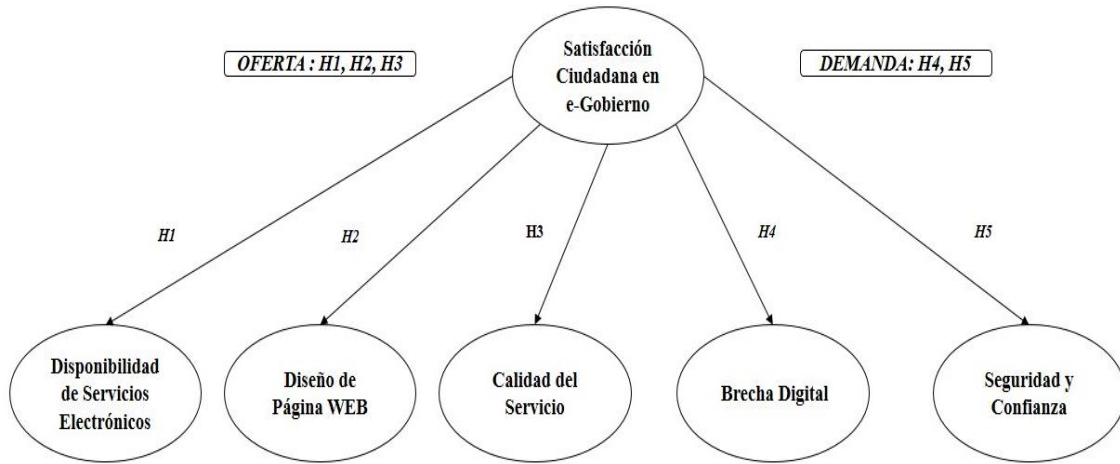 OFERTA : H1, H2, H3
Satisfacción
Ciudadana en
e-Gobierno
DEMANDA: H4, H5
H1
H2
H3
H4
H5
Disponibilidad
de Servicios
Electrónicos
Diseño de
Página WEB
Calidad del
Servicio
Brecha Digital
Seguridad y
Confianza